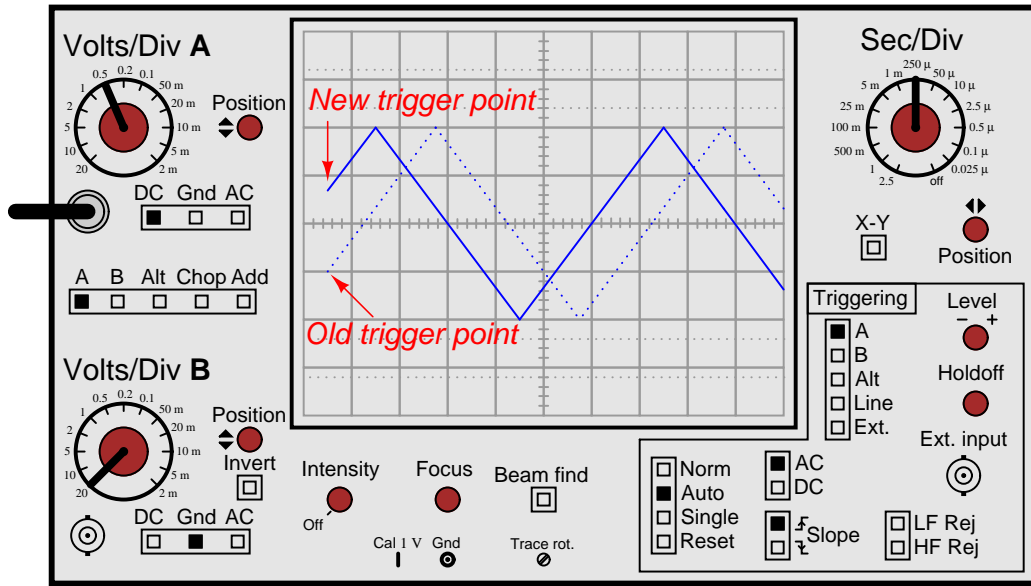 Volts/Div A
0.5 0.2 0.1
1 50 m
2 20 m
5 10 m
10 5 m
20 2 m
Position
DC Gnd AC
A B Alt Chop Add
Volts/Div B
0.5 0.2 0.1
1 50 m
2 20 m
5 10 m
10 5 m
20 2 m
Position
Invert
DC Gnd AC
New trigger point
Old trigger point
Intensity
Off
Focus
Beam find
Cal 1 V Gnd
Trace rot.
Sec/Div
250 µ
1 m 50 µ
5 m 10 µ
25 m 2.5 µ
100 m 0.5 µ
500 m 0.1 µ
1 0.025 µ
2.5 off
X-Y
Position
Triggering
A
B
Alt
Line
Ext.
Level
− +
Holdoff
Ext. input
Norm
Auto
Single
Reset
AC
DC
Slope
LF Rej
HF Rej